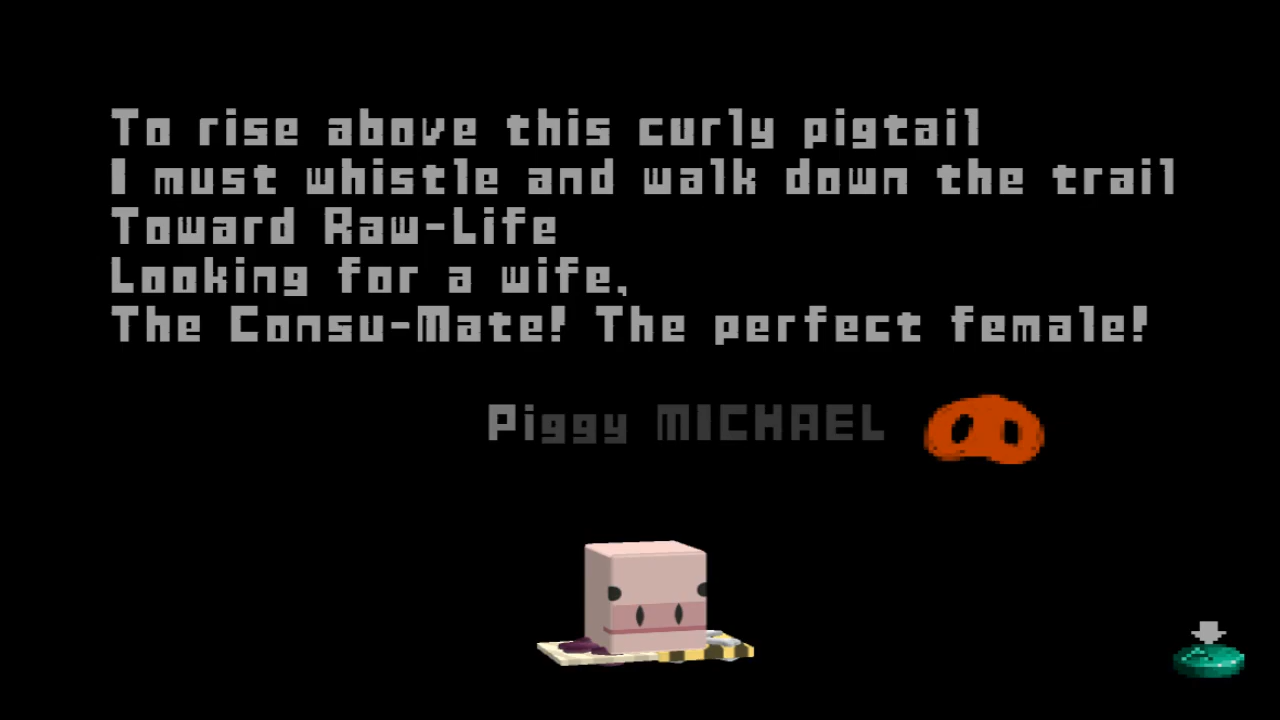 To rise above this curly pigtail
I must whistle and walk down the trail
Toward Raw-Life
Looking for a wife,
The Consu-Mate! The perfect female!
Piggy MICHAEL